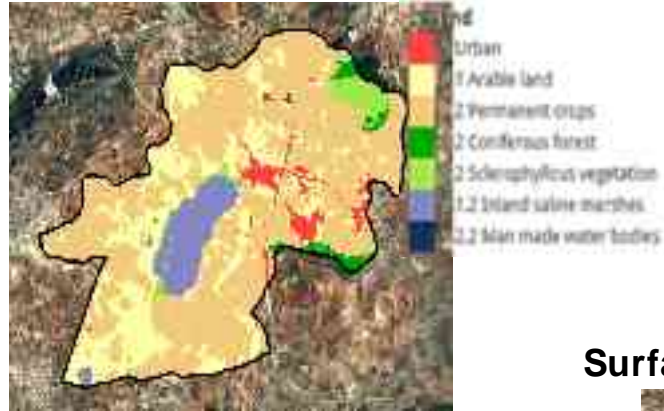 nd
Urban
1 Arable land
2 Permanent crops
2 Coniferous forest
2 Sclerophyllous vegetation
1.2 Inland saline marshes
2.2 Man made water bodies
Surfa